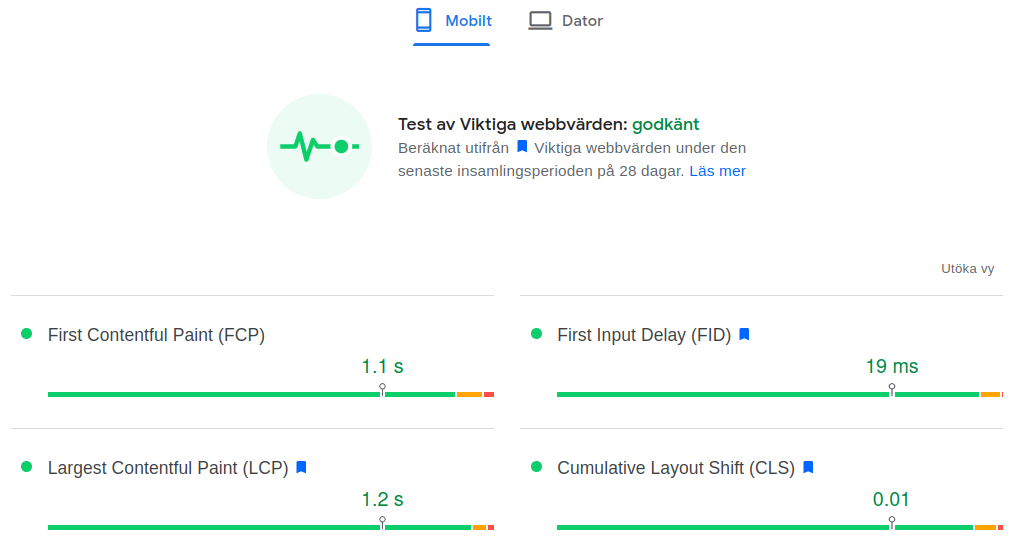 Mobilt
Dator
Test av Viktiga webbvärden: godkänt
Beräknat utifrån Viktiga webbvärden under den
senaste insamlingsperioden på 28 dagar. Läs mer
Utöka vy
First Contentful Paint (FCP)
1.1 s
First Input Delay (FID)
19 ms
Largest Contentful Paint (LCP)
1.2 s
Cumulative Layout Shift (CLS)
0.01